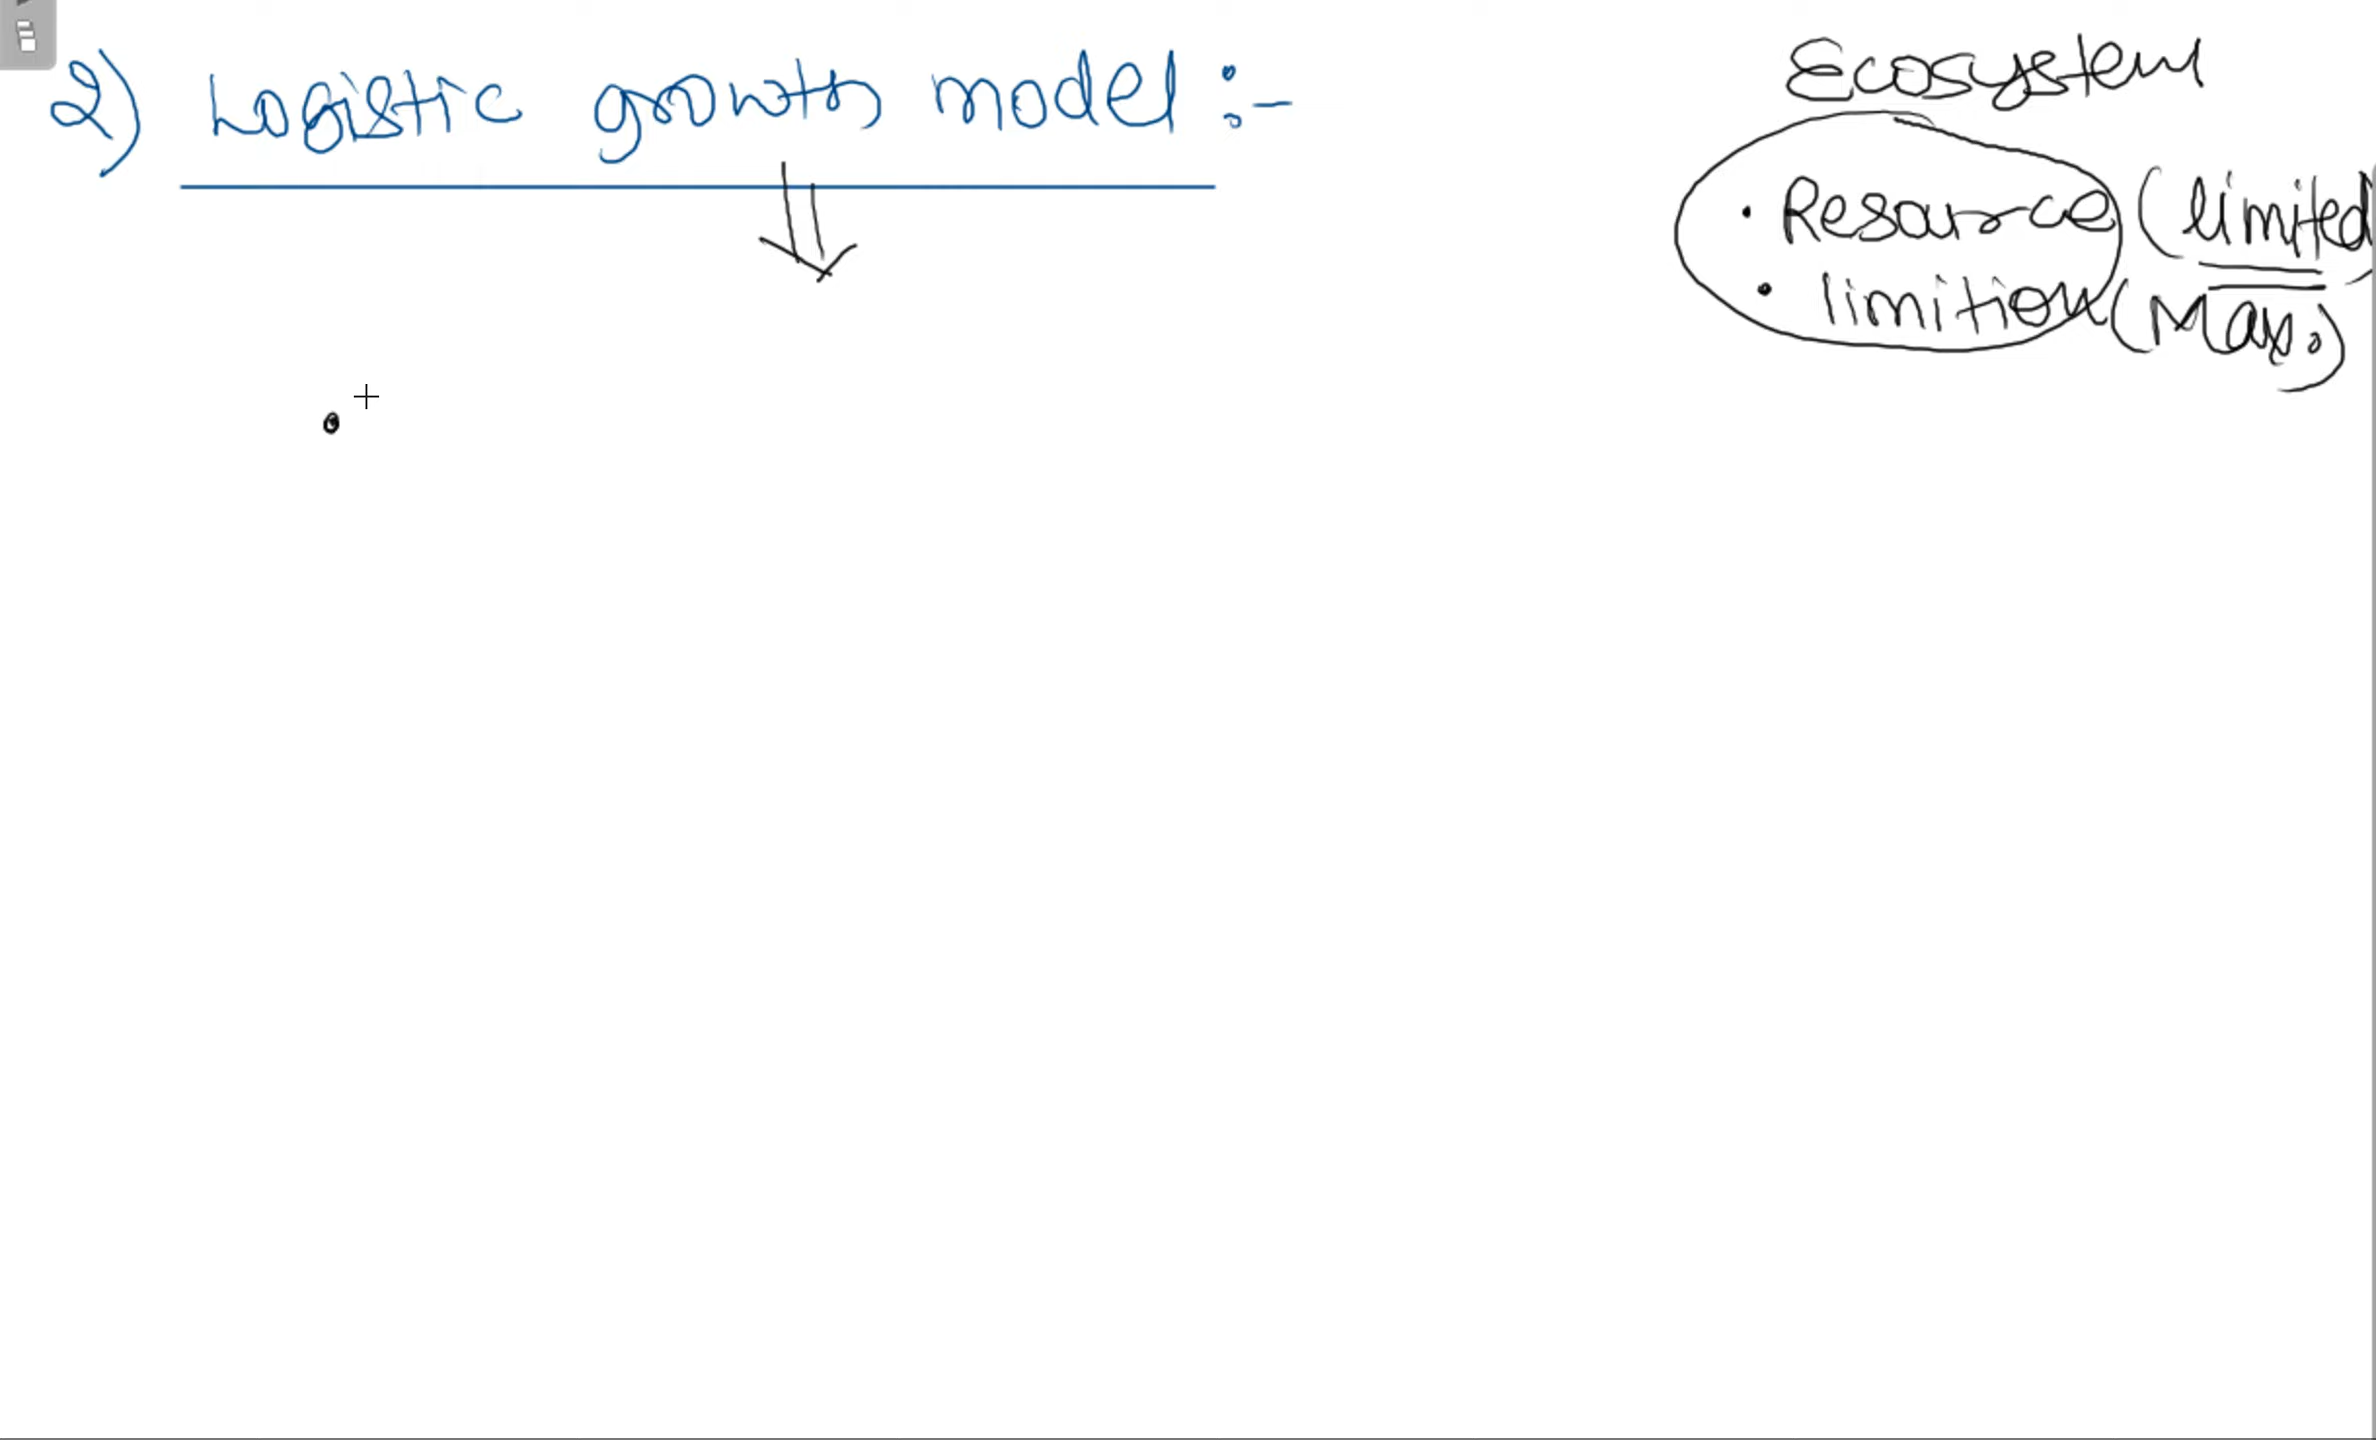 2) Logistic growth model :-
Ecosystem
• Resource (limited)
• limition (Max.)